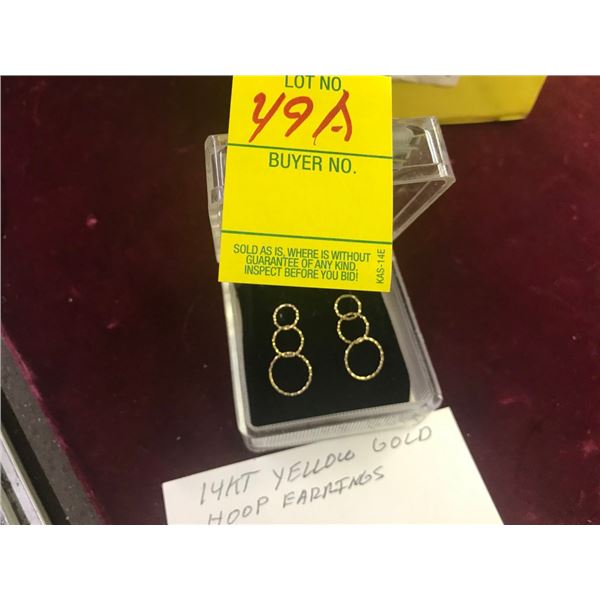 LOT NO.
49A
BUYER NO.
SOLD AS IS, WHERE IS WITHOUT
GUARANTEE OF ANY KIND.
INSPECT BEFORE YOU BID!
KAS-14E
14KT YELLOW GOLD
HOOP EARRINGS